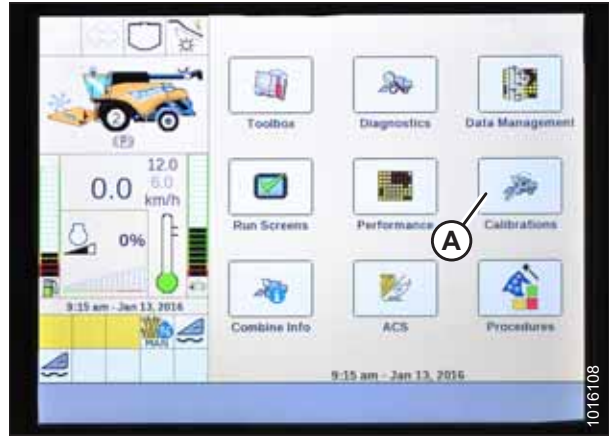 2
(P)
12.0
0.0
6.0
km/h
0%
9:15 am - Jan 13, 2016
MAN
Toolbox
Diagnostics
Data Management
Run Screens
Performance
Calibrations
A
Combine Info
ACS
Procedures
9:15 am - Jan 13, 2016
1016108